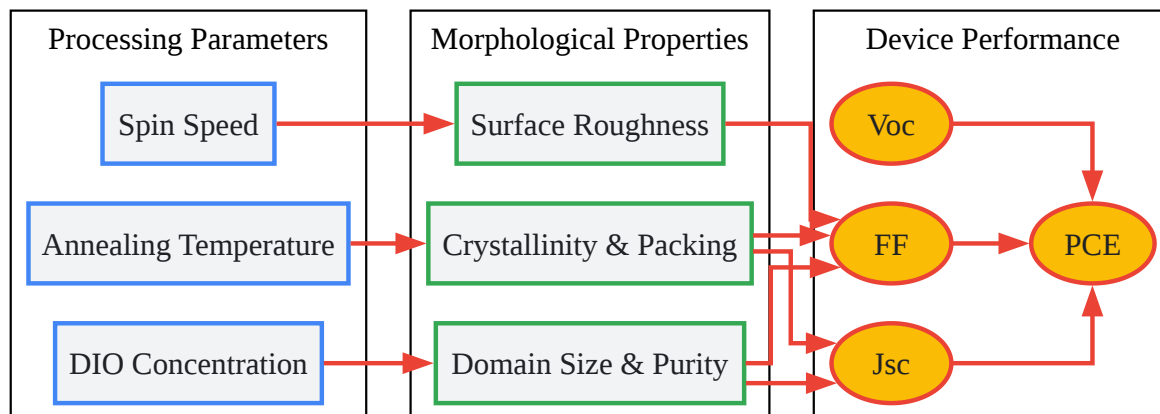 Processing Parameters
Morphological Properties
Device Performance
Spin Speed
Surface Roughness
Voc
Annealing Temperature
Crystallinity & Packing
FF
PCE
DIO Concentration
Domain Size & Purity
Jsc